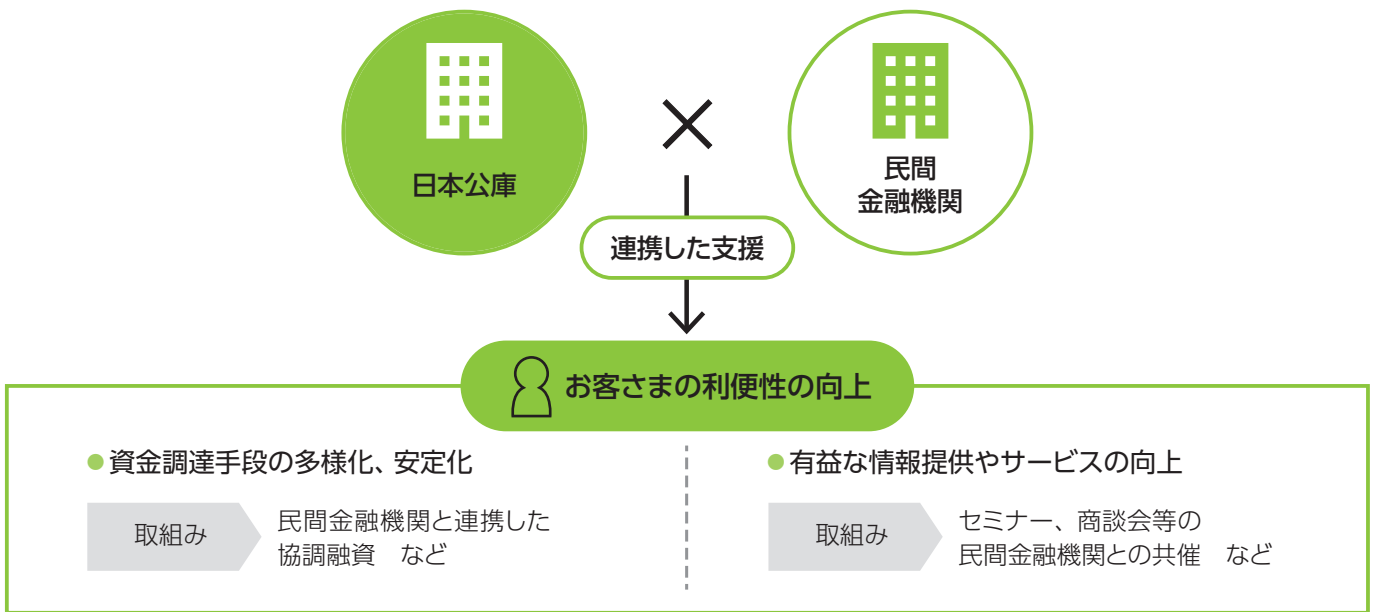 日本公庫
民間
金融機関
連携した支援
お客さまの利便性の向上
●資金調達手段の多様化、安定化
取組み
民間金融機関と連携した
協調融資　など
●有益な情報提供やサービスの向上
取組み
セミナー、商談会等の
民間金融機関との共催　など